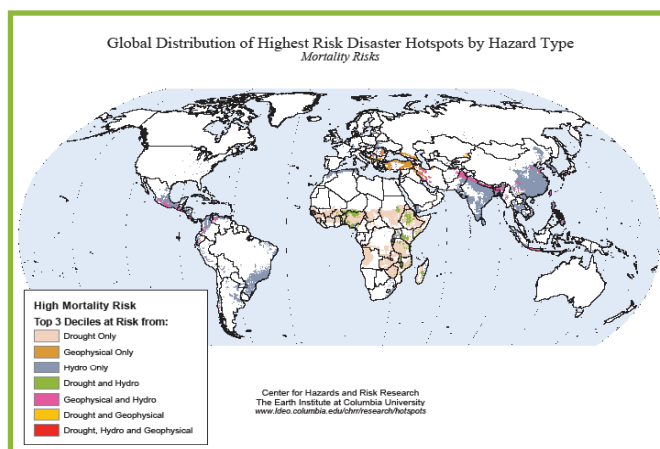 Global Distribution of Highest Risk Disaster Hotspots by Hazard Type
Mortality Risks
High Mortality Risk
Top 3 Deciles at Risk from:
Drought Only
Geophysical Only
Hydro Only
Drought and Hydro
Geophysical and Hydro
Drought and Geophysical
Drought, Hydro and Geophysical
Center for Hazards and Risk Research
The Earth Institute at Columbia University
www.ldeo.columbia.edu/chrr/research/hotspots